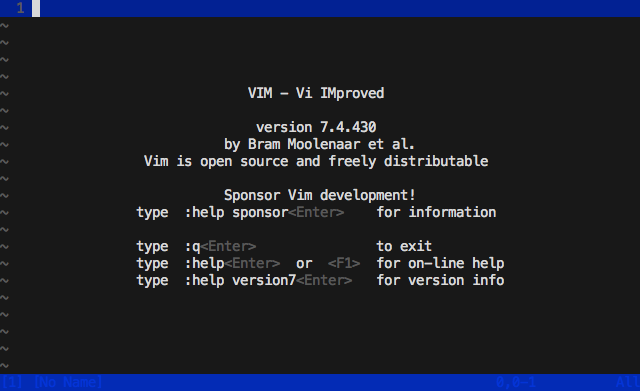 1
~
~
~
~
VIM - Vi IMproved
~
~
version 7.4.430
~
by Bram Moolenaar et al.
~
Vim is open source and freely distributable
~
~
Sponsor Vim development!
~
type :help sponsor<Enter> for information
~
~
type :q<Enter> to exit
~
type :help<Enter> or <F1> for on-line help
~
type :help version7<Enter> for version info
~
~
~
~
~
[1] [No Name] 0,0-1 All